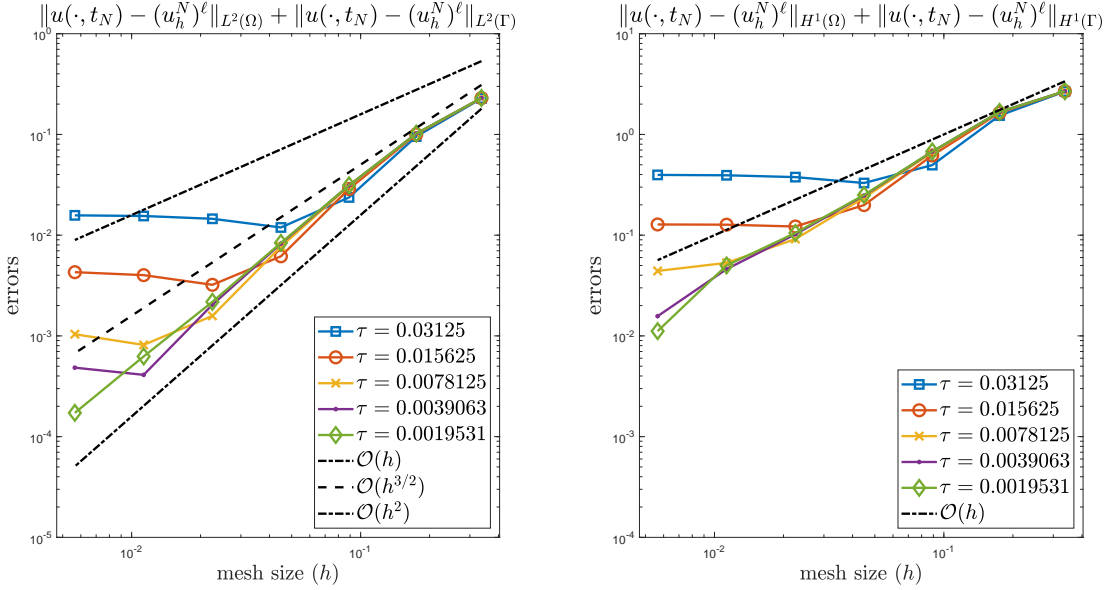 ‖u(·, t_N) − (u_h^N)^ℓ‖_{L²(Ω)} + ‖u(·, t_N) − (u_h^N)^ℓ‖_{L²(Γ)}
10^0
10^{-1}
10^{-2}
10^{-3}
10^{-4}
10^{-5}
errors
τ = 0.03125
τ = 0.015625
τ = 0.0078125
τ = 0.0039063
τ = 0.0019531
𝒪(h)
𝒪(h^{3/2})
𝒪(h^2)
10^{-2}
10^{-1}
mesh size (h)
‖u(·, t_N) − (u_h^N)^ℓ‖_{H¹(Ω)} + ‖u(·, t_N) − (u_h^N)^ℓ‖_{H¹(Γ)}
10^1
10^0
10^{-1}
10^{-2}
10^{-3}
10^{-4}
errors
τ = 0.03125
τ = 0.015625
τ = 0.0078125
τ = 0.0039063
τ = 0.0019531
𝒪(h)
10^{-2}
10^{-1}
mesh size (h)